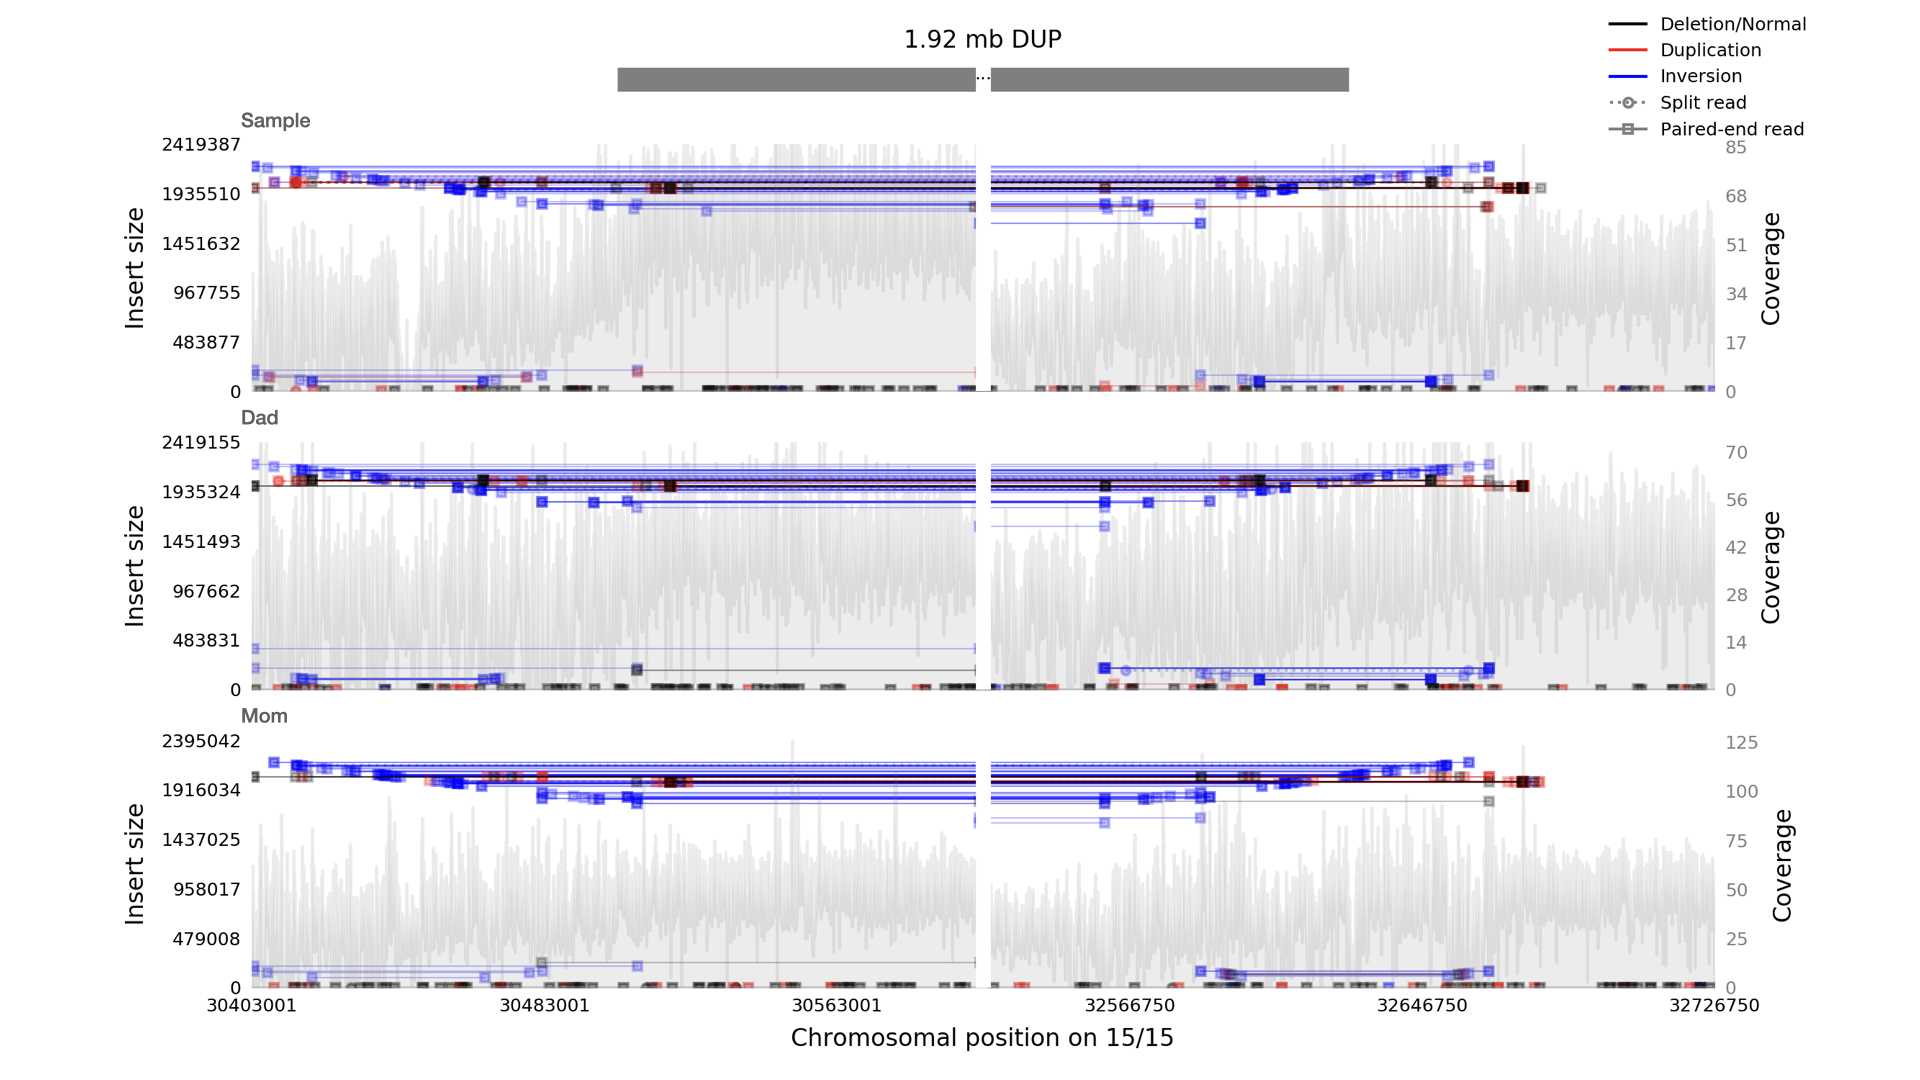 1.92 mb DUP
...
Deletion/Normal
Duplication
Inversion
Split read
Paired-end read
Sample
2419387
1935510
1451632
967755
483877
0
Insert size
85
68
51
34
17
0
Coverage
Dad
2419155
1935324
1451493
967662
483831
0
Insert size
70
56
42
28
14
0
Coverage
Mom
2395042
1916034
1437025
958017
479008
0
Insert size
125
100
75
50
25
0
Coverage
30403001 30483001 30563001 32566750 32646750 32726750
Chromosomal position on 15/15